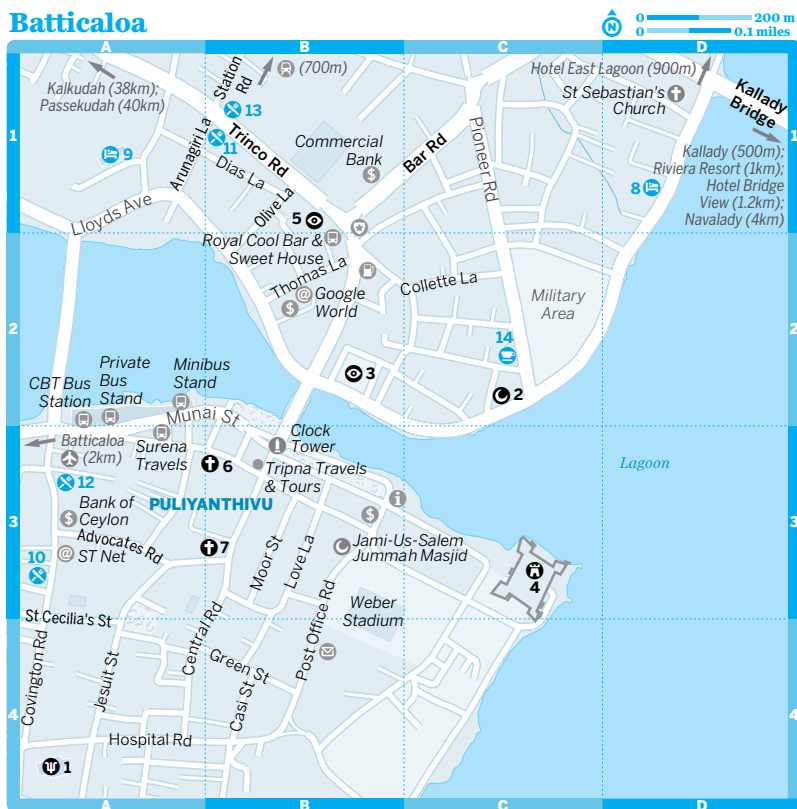 Batticaloa
N
0 200 m
0 0.1 miles
A
B
C
D
Kalkudah (38km);
Passekudah (40km)
Station
Rd
(700m)
Hotel East Lagoon (900m)
St Sebastian's
Church
Kallady
Bridge
13
11
Trinco Rd
Commercial
Bank
$
Bar Rd
Pioneer Rd
1
1
9
Arunagiri La
Dias La
Kallady (500m);
Riviera Resort (1km);
Hotel Bridge
View (1.2km);
Navalady (4km)
8
Lloyds Ave
Olive La
5
Royal Cool Bar &
Sweet House
Thomas La
Collette La
@ Google
World
$
Military
Area
2
2
14
3
2
CBT Bus
Station
Private
Bus
Stand
Minibus
Stand
Munai St
Batticaloa
(2km)
Surena
Travels
Clock
Tower
6
Tripna Travels
& Tours
Lagoon
12
PULIYANTHIVU
i
$
Bank of
Ceylon
$
3
3
Advocates Rd
@ ST Net
7
Moor St
Love La
Jami-Us-Salem
Jummah Masjid
10
4
Weber
Stadium
St Cecilia's St
Covington Rd
Jesuit St
Central Rd
Green St
Casi St
Post Office Rd
4
4
Hospital Rd
1
A
B
C
D